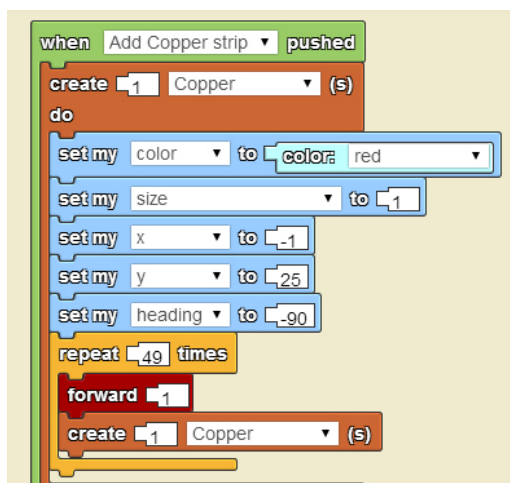 when Add Copper strip pushed
create 1 Copper (s)
do
set my color to color: red
set my size to 1
set my x to -1
set my y to 25
set my heading to -90
repeat 49 times
forward 1
create 1 Copper (s)